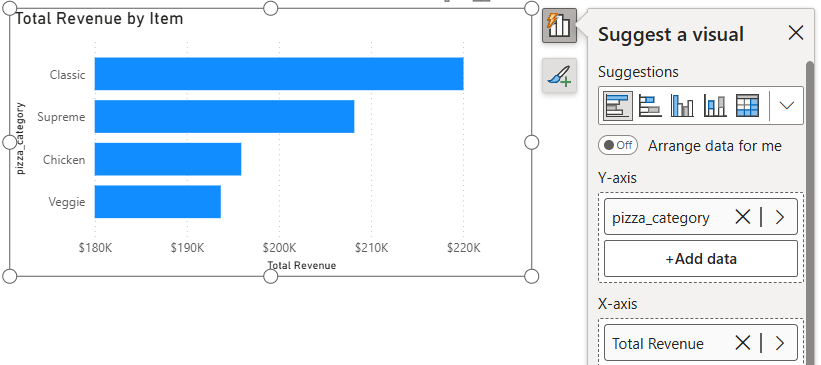 Total Revenue by Item
pizza_category
Classic
Supreme
Chicken
Veggie
$180K $190K $200K $210K $220K
Total Revenue
Suggest a visual
Suggestions
Off Arrange data for me
Y-axis
pizza_category
+Add data
X-axis
Total Revenue